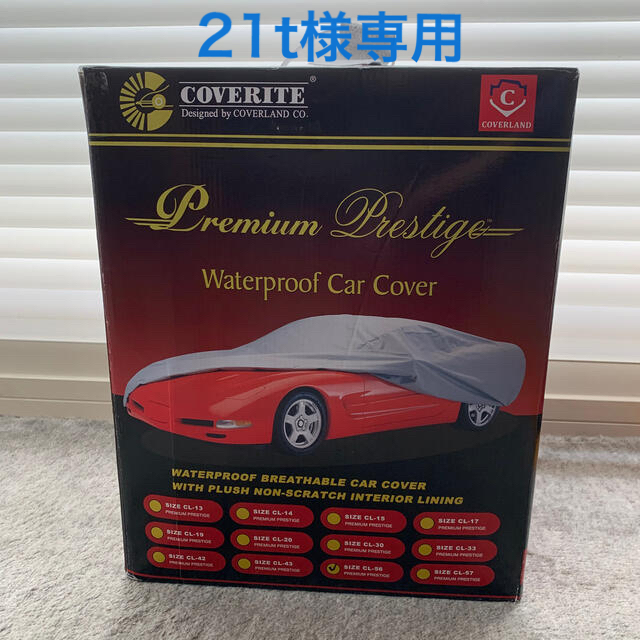 21t様専用
COVERITE®
Designed by COVERLAND CO.
C
COVERLAND
Premium Prestige™
Waterproof Car Cover
WATERPROOF BREATHABLE CAR COVER
WITH PLUSH NON-SCRATCH INTERIOR LINING
SIZE CL-13
PREMIUM PRESTIGE
SIZE CL-14
PREMIUM PRESTIGE
SIZE CL-15
PREMIUM PRESTIGE
SIZE CL-17
PREMIUM PRESTIGE
SIZE CL-19
PREMIUM PRESTIGE
SIZE CL-20
PREMIUM PRESTIGE
SIZE CL-30
PREMIUM PRESTIGE
SIZE CL-33
PREMIUM PRESTIGE
SIZE CL-42
PREMIUM PRESTIGE
SIZE CL-43
PREMIUM PRESTIGE
SIZE CL-56
PREMIUM PRESTIGE
SIZE CL-57
PREMIUM PRESTIGE